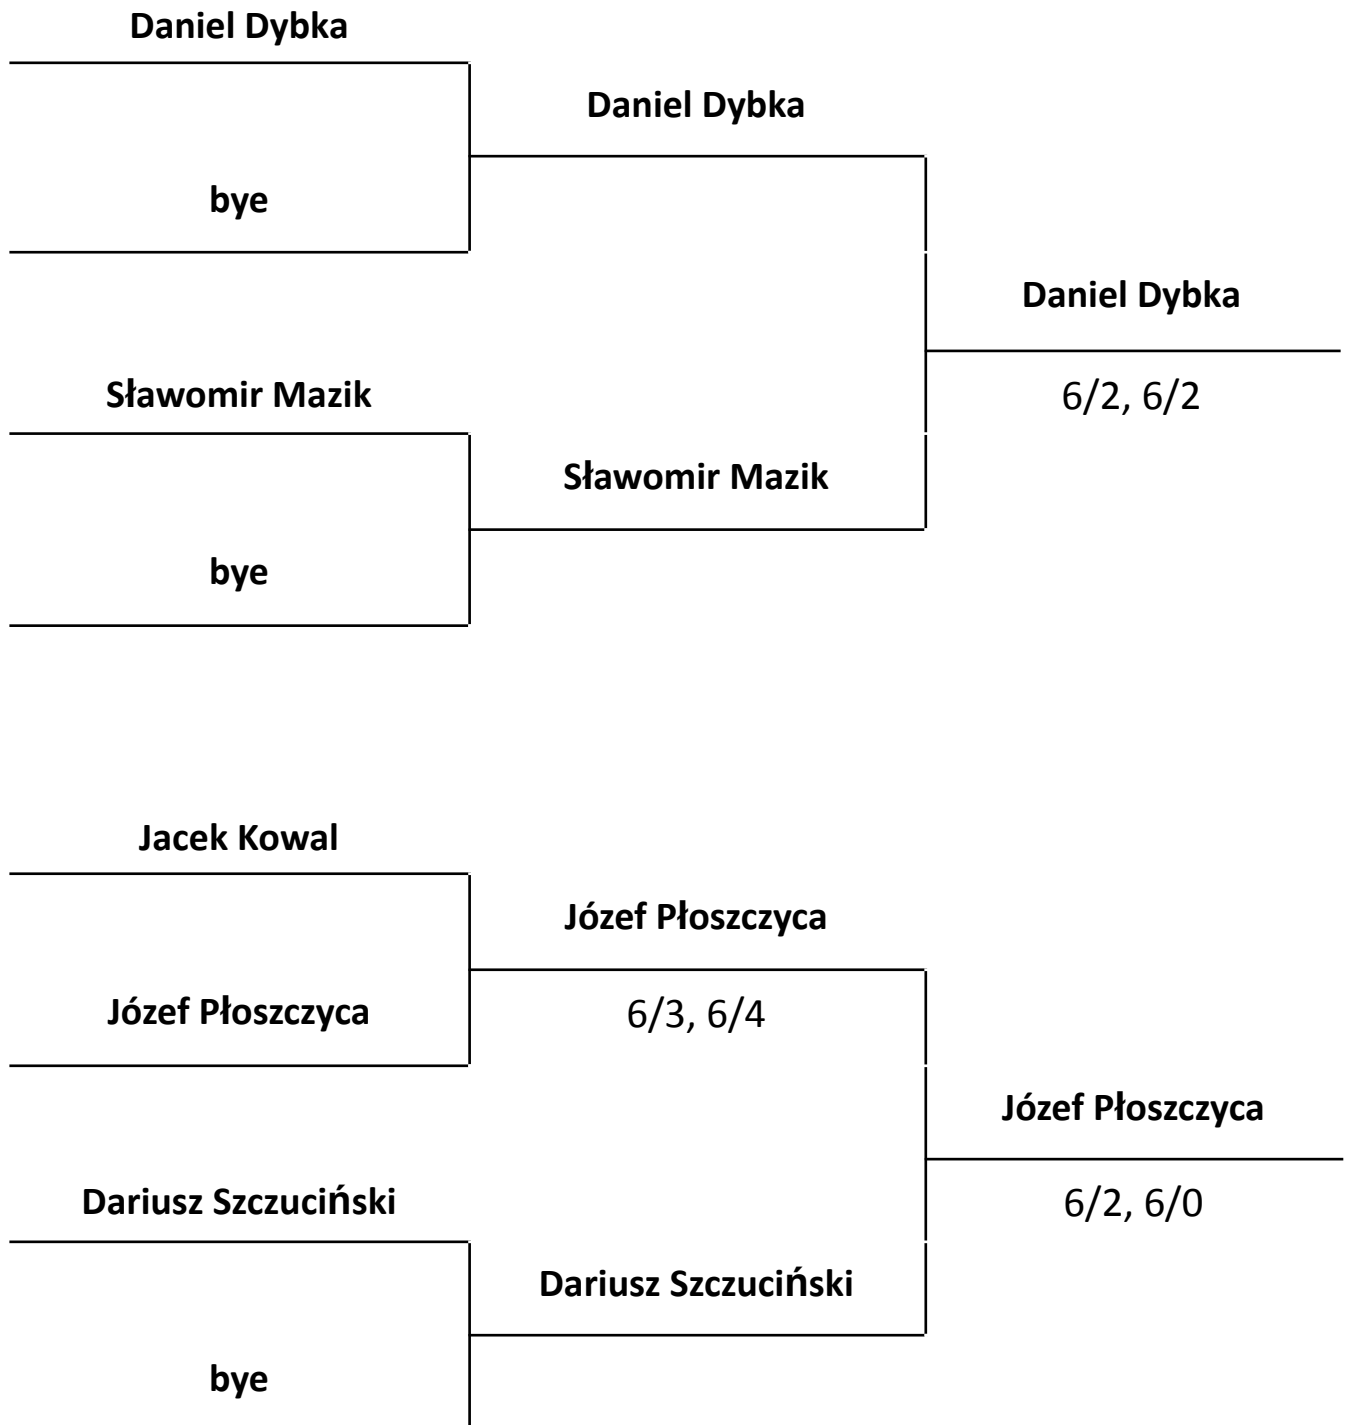 Daniel Dybka
Daniel Dybka
bye
Daniel Dybka
Sławomir Mazik
6/2, 6/2
Sławomir Mazik
bye
Jacek Kowal
Józef Płoszczyca
Józef Płoszczyca
6/3, 6/4
Józef Płoszczyca
Dariusz Szczuciński
6/2, 6/0
Dariusz Szczuciński
bye